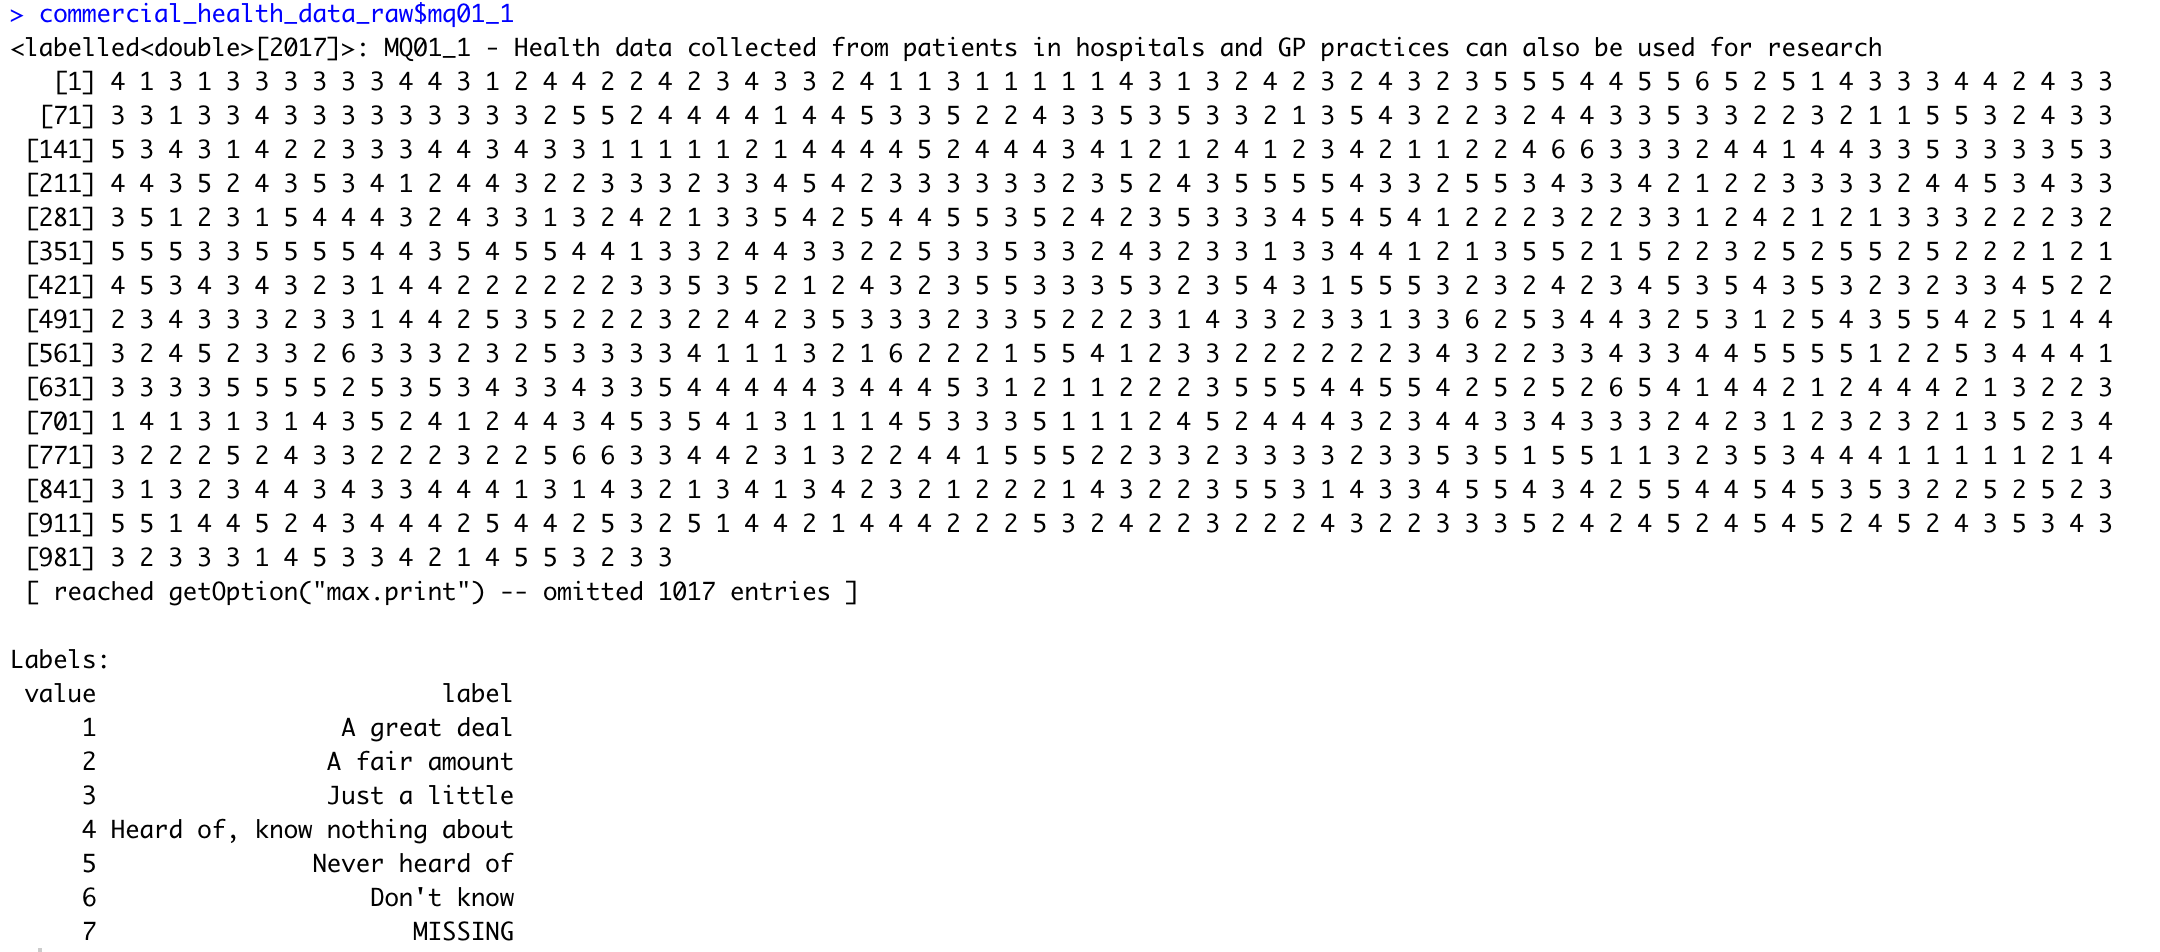 > commercial_health_data_raw$mq01_1
<labelled<double>[2017]>: MQ01_1 - Health data collected from patients in hospitals and GP practices can also be used for research
[1] 4 1 3 1 3 3 3 3 3 3 4 4 3 1 2 4 4 2 2 4 2 3 4 3 3 2 4 1 1 3 1 1 1 1 1 4 3 1 3 2 4 2 3 2 4 3 2 3 5 5 5 4 4 5 5 6 5 2 5 1 4 3 3 3 4 4 2 4 3 3
[71] 3 3 1 3 3 4 3 3 3 3 3 3 3 3 3 2 5 5 2 4 4 4 4 1 4 4 5 3 3 5 2 2 4 3 3 5 3 5 3 3 2 1 3 5 4 3 2 2 3 2 4 4 3 3 5 3 3 2 2 3 2 1 1 5 5 3 2 4 3 3
[141] 5 3 4 3 1 4 2 2 3 3 3 4 4 3 4 3 3 1 1 1 1 1 2 1 4 4 4 4 5 2 4 4 4 3 4 1 2 1 2 4 1 2 3 4 2 1 1 2 2 4 6 6 3 3 3 2 4 4 1 4 4 3 3 5 3 3 3 3 5 3
[211] 4 4 3 5 2 4 3 5 3 4 1 2 4 4 3 2 2 3 3 3 2 3 3 4 5 4 2 3 3 3 3 3 3 2 3 5 2 4 3 5 5 5 5 4 3 3 2 5 5 3 4 3 3 4 2 1 2 2 3 3 3 3 2 4 4 5 3 4 3 3
[281] 3 5 1 2 3 1 5 4 4 4 3 2 4 3 3 1 3 2 4 2 1 3 3 5 4 2 5 4 4 5 5 3 5 2 4 2 3 5 3 3 3 4 5 4 5 4 1 2 2 2 3 2 2 3 3 1 2 4 2 1 2 1 3 3 3 2 2 2 3 2
[351] 5 5 5 3 3 5 5 5 5 4 4 3 5 4 5 5 4 4 1 3 3 2 4 4 3 3 2 2 5 3 3 5 3 3 2 4 3 2 3 3 1 3 3 4 4 1 2 1 3 5 5 2 1 5 2 2 3 2 5 2 5 5 2 5 2 2 2 1 2 1
[421] 4 5 3 4 3 4 3 2 3 1 4 4 2 2 2 2 2 2 3 3 5 3 5 2 1 2 4 3 2 3 5 5 3 3 3 5 3 2 3 5 4 3 1 5 5 5 3 2 3 2 4 2 3 4 5 3 5 4 3 5 3 2 3 2 3 3 4 5 2 2
[491] 2 3 4 3 3 3 2 3 3 1 4 4 2 5 3 5 2 2 2 3 2 2 4 2 3 5 3 3 3 2 3 3 5 2 2 2 3 1 4 3 3 2 3 3 1 3 3 6 2 5 3 4 4 3 2 5 3 1 2 5 4 3 5 5 4 2 5 1 4 4
[561] 3 2 4 5 2 3 3 2 6 3 3 3 2 3 2 5 3 3 3 3 4 1 1 1 3 2 1 6 2 2 2 1 5 5 4 1 2 3 3 2 2 2 2 2 2 3 4 3 2 2 3 3 4 3 3 4 4 5 5 5 5 1 2 2 5 3 4 4 4 1
[631] 3 3 3 3 5 5 5 5 2 5 3 5 3 4 3 3 4 3 3 5 4 4 4 4 4 3 4 4 4 5 3 1 2 1 1 2 2 2 3 5 5 5 4 4 5 5 4 2 5 2 5 2 6 5 4 1 4 4 2 1 2 4 4 4 2 1 3 2 2 3
[701] 1 4 1 3 1 3 1 4 3 5 2 4 1 2 4 4 3 4 5 3 5 4 1 3 1 1 1 4 5 3 3 3 5 1 1 1 2 4 5 2 4 4 4 3 2 3 4 4 3 3 4 3 3 3 2 4 2 3 1 2 3 2 3 2 1 3 5 2 3 4
[771] 3 2 2 2 5 2 4 3 3 2 2 2 3 2 2 5 6 6 3 3 4 4 2 3 1 3 2 2 4 4 1 5 5 5 2 2 3 3 2 3 3 3 3 2 3 3 5 3 5 1 5 5 1 1 3 2 3 5 3 4 4 4 1 1 1 1 1 2 1 4
[841] 3 1 3 2 3 4 4 3 4 3 3 4 4 4 1 3 1 4 3 2 1 3 4 1 3 4 2 3 2 1 2 2 2 1 4 3 2 2 3 5 5 3 1 4 3 3 4 5 5 4 3 4 2 5 5 4 4 5 4 5 3 5 3 2 2 5 2 5 2 3
[911] 5 5 1 4 4 5 2 4 3 4 4 4 2 5 4 4 2 5 3 2 5 1 4 4 2 1 4 4 4 2 2 2 5 3 2 4 2 2 3 2 2 2 4 3 2 2 3 3 3 5 2 4 2 4 5 2 4 5 4 5 2 4 5 2 4 3 5 3 4 3
[981] 3 2 3 3 3 1 4 5 3 3 4 2 1 4 5 5 3 2 3 3
[ reached getOption("max.print") -- omitted 1017 entries ]
Labels:
value label
1 A great deal
2 A fair amount
3 Just a little
4 Heard of, know nothing about
5 Never heard of
6 Don't know
7 MISSING